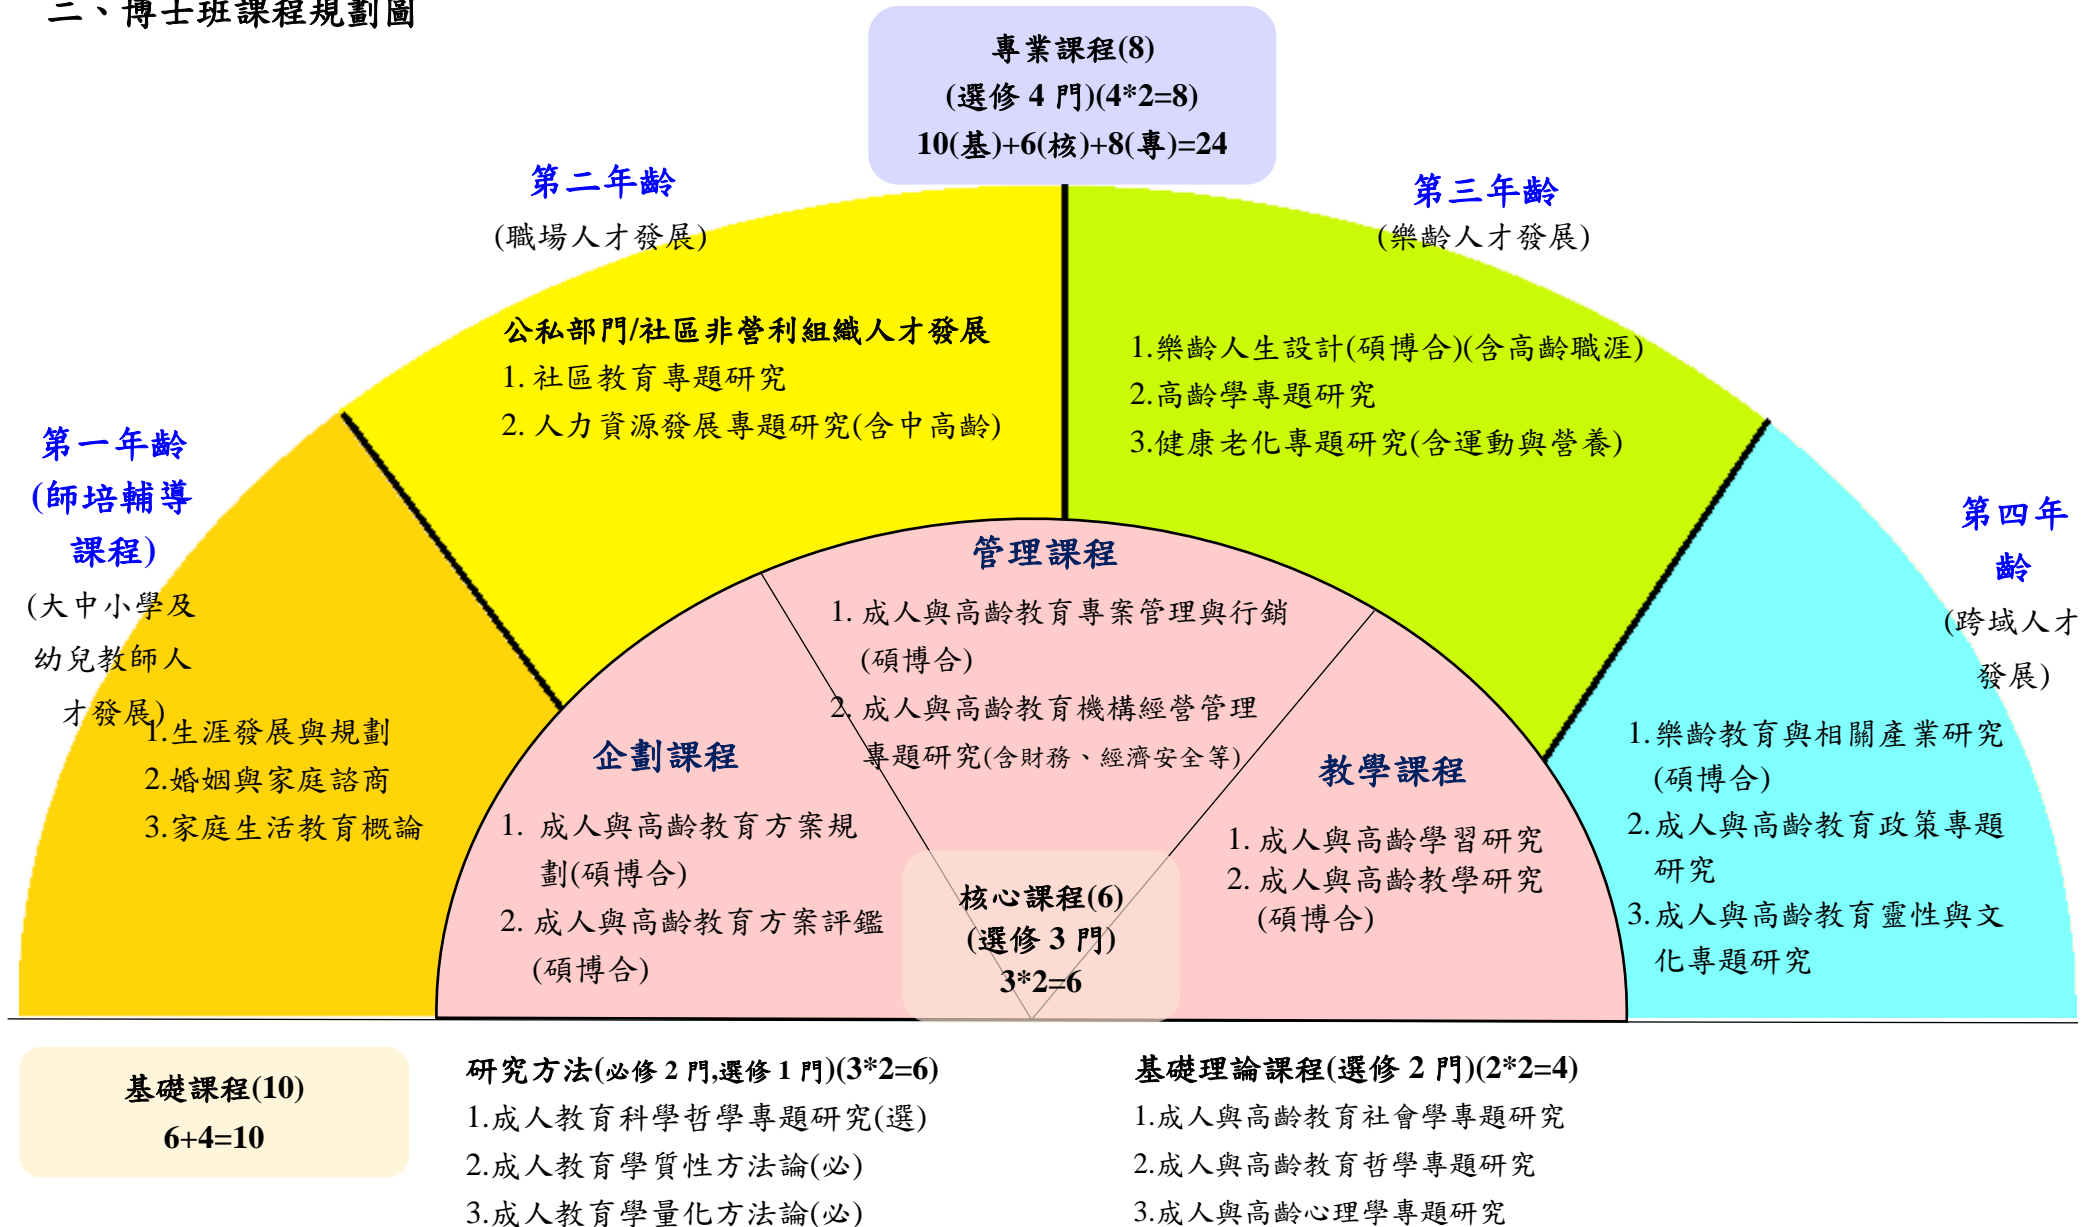 三、博士班課程規劃圖
專業課程(8)
(選修 4 門)(4*2=8)
10(基)+6(核)+8(專)=24
第一年齡
(師培輔導
課程)
(大中小學及
幼兒教師人
才發展)
1.生涯發展與規劃
2.婚姻與家庭諮商
3.家庭生活教育概論
第二年齡
(職場人才發展)
公私部門/社區非營利組織人才發展
1. 社區教育專題研究
2. 人力資源發展專題研究(含中高齡)
第三年齡
(樂齡人才發展)
1.樂齡人生設計(碩博合)(含高齡職涯)
2.高齡學專題研究
3.健康老化專題研究(含運動與營養)
第四年
齡
(跨域人才
發展)
1.樂齡教育與相關產業研究
(碩博合)
2.成人與高齡教育政策專題
研究
3.成人與高齡教育靈性與文
化專題研究
企劃課程
1. 成人與高齡教育方案規
劃(碩博合)
2. 成人與高齡教育方案評鑑
(碩博合)
管理課程
1. 成人與高齡教育專案管理與行銷
(碩博合)
2. 成人與高齡教育機構經營管理
專題研究(含財務、經濟安全等)
教學課程
1. 成人與高齡學習研究
2. 成人與高齡教學研究
(碩博合)
核心課程(6)
(選修 3 門)
3*2=6
基礎課程(10)
6+4=10
研究方法(必修 2 門,選修 1 門)(3*2=6)
1.成人教育科學哲學專題研究(選)
2.成人教育學質性方法論(必)
3.成人教育學量化方法論(必)
基礎理論課程(選修 2 門)(2*2=4)
1.成人與高齡教育社會學專題研究
2.成人與高齡教育哲學專題研究
3.成人與高齡心理學專題研究